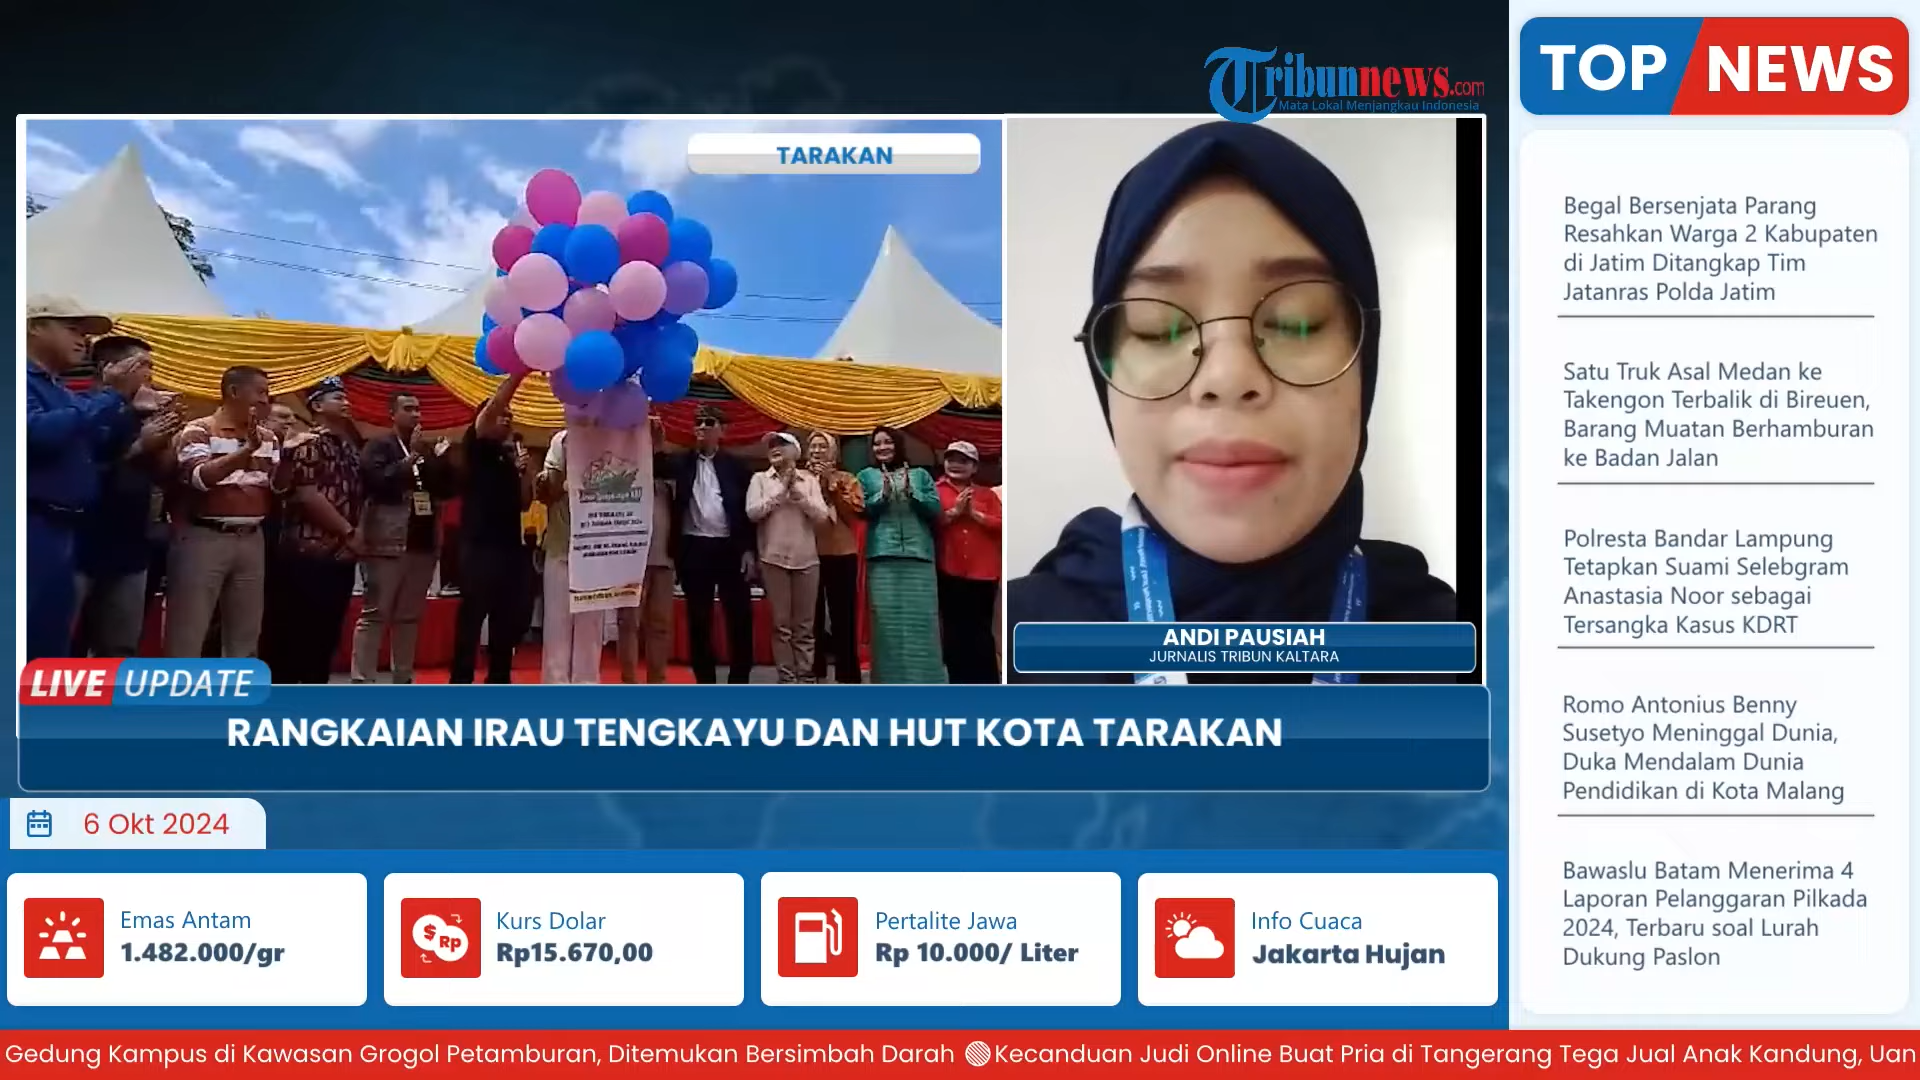 Tribunnews.com
Mata Lokal Menjangkau Indonesia
TARAKAN
ANDI PAUSIAH
JURNALIS TRIBUN KALTARA
LIVE UPDATE
RANGKAIAN IRAU TENGKAYU DAN HUT KOTA TARAKAN
6 Okt 2024
Emas Antam
1.482.000/gr
Kurs Dolar
Rp15.670,00
Pertalite Jawa
Rp 10.000/ Liter
Info Cuaca
Jakarta Hujan
TOP NEWS
Begal Bersenjata Parang
Resahkan Warga 2 Kabupaten
di Jatim Ditangkap Tim
Jatanras Polda Jatim
Satu Truk Asal Medan ke
Takengon Terbalik di Bireuen,
Barang Muatan Berhamburan
ke Badan Jalan
Polresta Bandar Lampung
Tetapkan Suami Selebgram
Anastasia Noor sebagai
Tersangka Kasus KDRT
Romo Antonius Benny
Susetyo Meninggal Dunia,
Duka Mendalam Dunia
Pendidikan di Kota Malang
Bawaslu Batam Menerima 4
Laporan Pelanggaran Pilkada
2024, Terbaru soal Lurah
Dukung Paslon
Gedung Kampus di Kawasan Grogol Petamburan, Ditemukan Bersimbah Darah Kecanduan Judi Online Buat Pria di Tangerang Tega Jual Anak Kandung, Uan